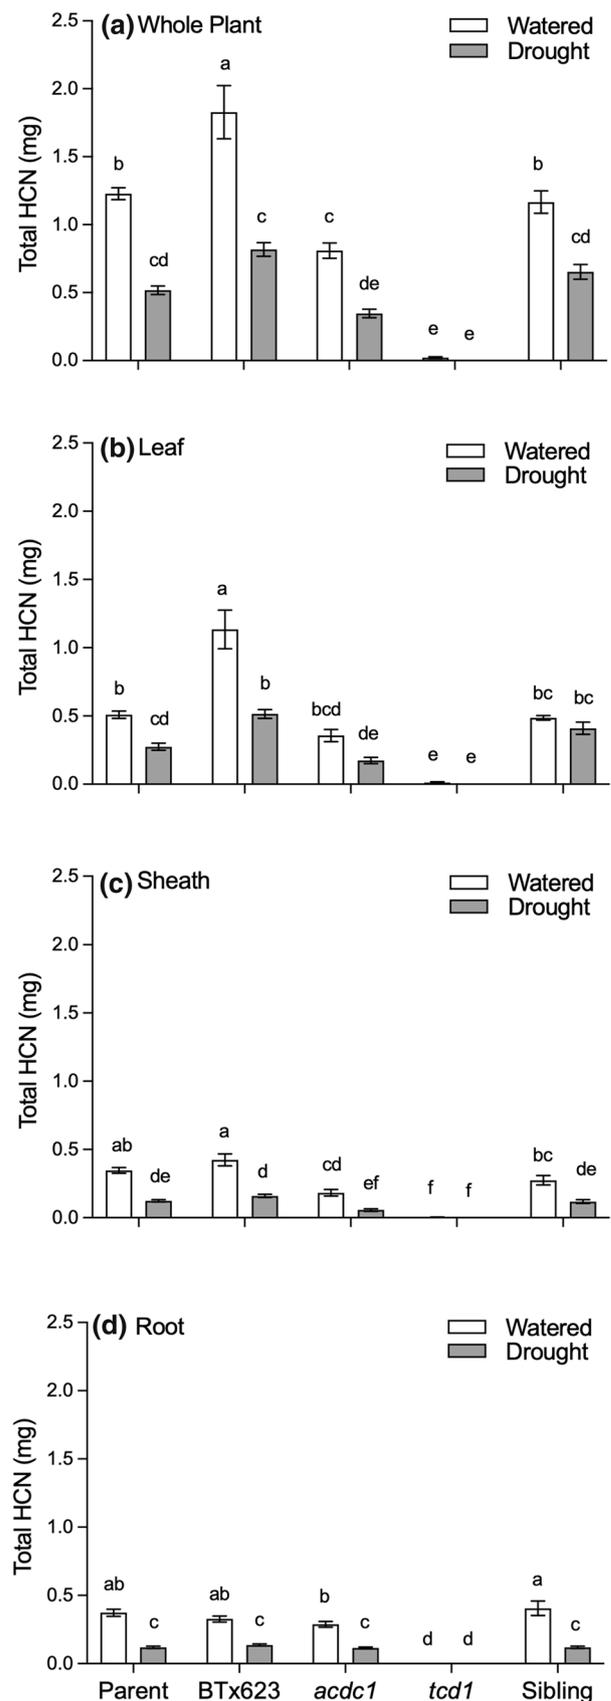 (a) Whole Plant
Watered
Drought
Total HCN (mg)
2.5
2.0
1.5
1.0
0.5
0.0
b
cd
a
c
c
de
e
e
b
cd
(b) Leaf
Watered
Drought
Total HCN (mg)
2.5
2.0
1.5
1.0
0.5
0.0
b
cd
a
b
bcd
de
e
e
bc
bc
(c) Sheath
Watered
Drought
Total HCN (mg)
2.5
2.0
1.5
1.0
0.5
0.0
ab
de
a
d
cd
ef
f
f
bc
de
(d) Root
Watered
Drought
Total HCN (mg)
2.5
2.0
1.5
1.0
0.5
0.0
ab
c
ab
c
b
c
d
d
a
c
Parent BTx623 acdc1 tcd1 Sibling